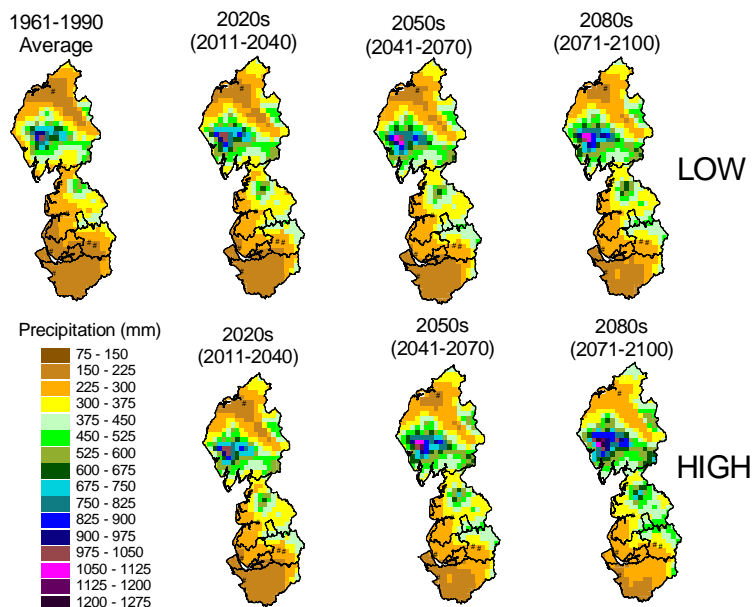 1961-1990
Average
2020s
(2011-2040)
2050s
(2041-2070)
2080s
(2071-2100)
LOW
Precipitation (mm)
75 - 150
150 - 225
225 - 300
300 - 375
375 - 450
450 - 525
525 - 600
600 - 675
675 - 750
750 - 825
825 - 900
900 - 975
975 - 1050
1050 - 1125
1125 - 1200
1200 - 1275
2020s
(2011-2040)
2050s
(2041-2070)
2080s
(2071-2100)
HIGH